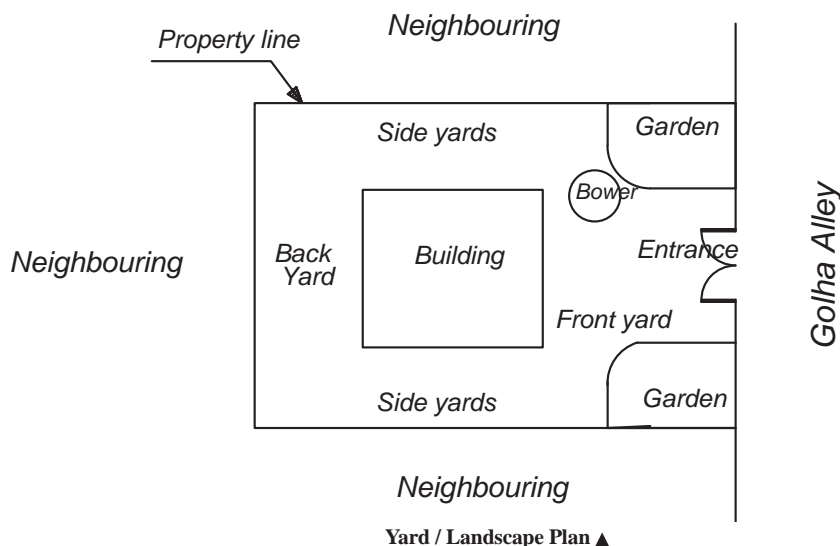 Neighbouring
Property line
Side yards
Garden
Bower
Golha Alley
Neighbouring
Back
Yard
Building
Entrance
Front yard
Side yards
Garden
Neighbouring
Yard / Landscape Plan ▲